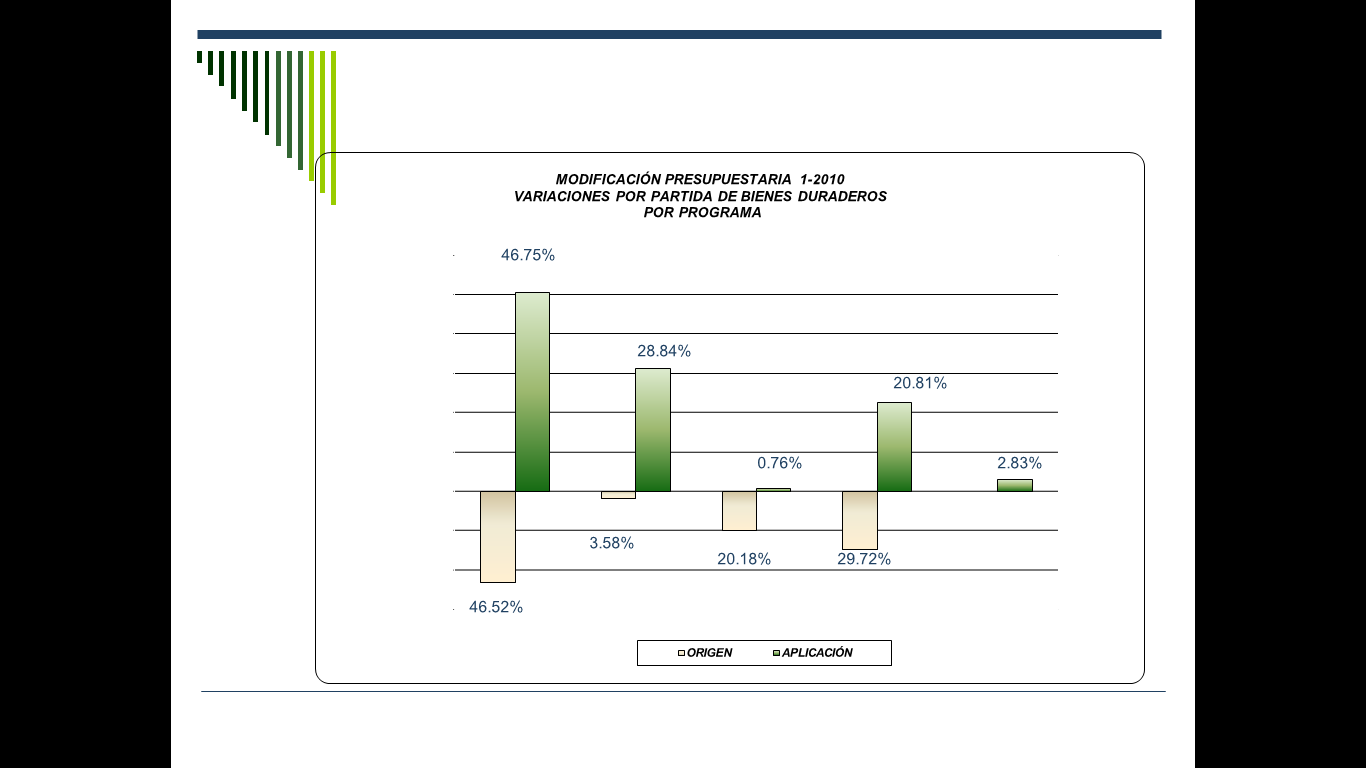 MODIFICACIÓN PRESUPUESTARIA 1-2010
VARIACIONES POR PARTIDA DE BIENES DURADEROS
POR PROGRAMA
46.75%
28.84%
20.81%
0.76%
2.83%
3.58%
20.18%
29.72%
46.52%
ORIGEN
APLICACIÓN